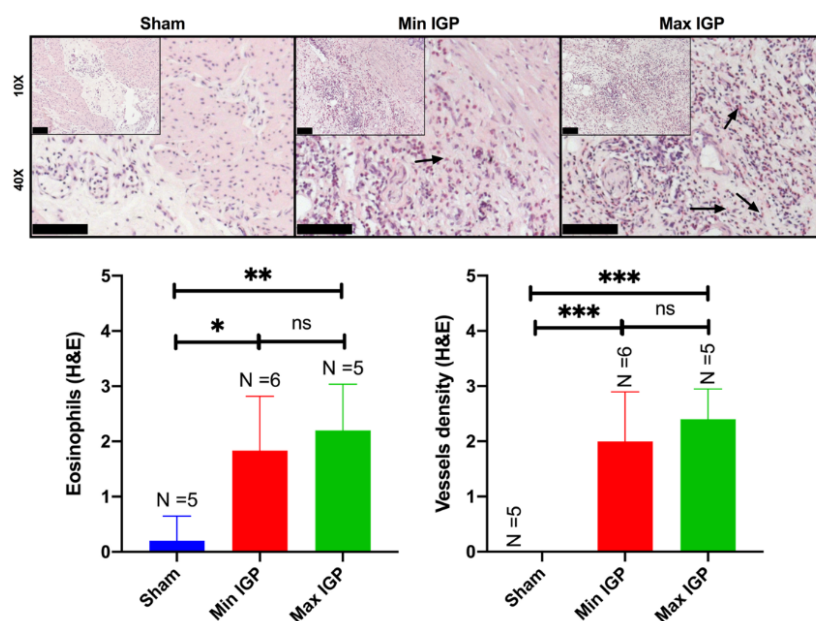 Sham Min IGP Max IGP
10X
40X
5
4
3
2
1
0
Eosinophils (H&E)
**
*
ns
N =5
N =6
N =5
Sham
Min IGP
Max IGP
5
4
3
2
1
0
Vessels density (H&E)
***
***
ns
N =5
N =6
N =5
Sham
Min IGP
Max IGP